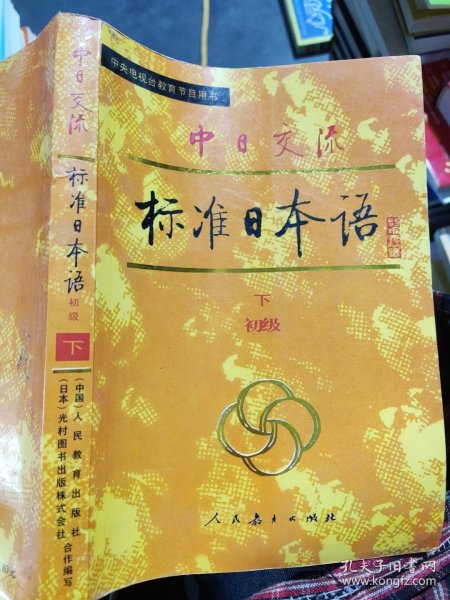 中央电视台教育节目用书
中日交流
标准日本语
下
初级
人民教育出版社
中日交流
标准日本语
初级
下
(中国)人民教育出版社
(日本)光村图书出版株式会社
合作编写
孔夫子旧书网
kongfz.com